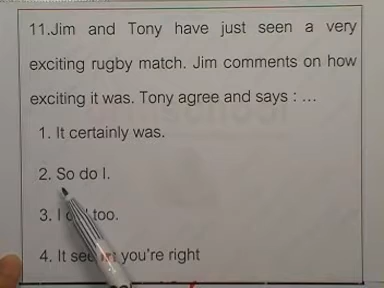 11.Jim and Tony have just seen a very
exciting rugby match. Jim comments on how
exciting it was. Tony agree and says : ...
1. It certainly was.
2. So do I.
3. I too.
4. It you're right